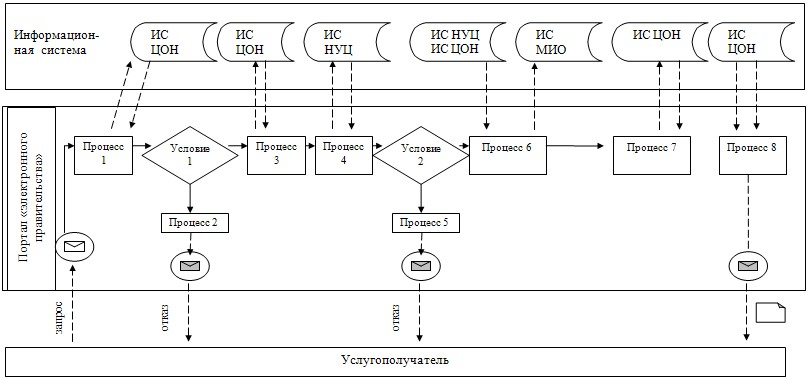 Информацион-
ная система
ИС
ЦОН
ИС
ЦОН
ИС
НУЦ
ИС НУЦ
ИС ЦОН
ИС
МИО
ИС ЦОН
ИС
ЦОН
Портал «электронного
правительства»
Процесс
1
Условие
1
Процесс
3
Процесс
4
Условие
2
Процесс 6
Процесс 7
Процесс 8
Процесс 2
Процесс 5
запрос
отказ
отказ
Услугополучатель